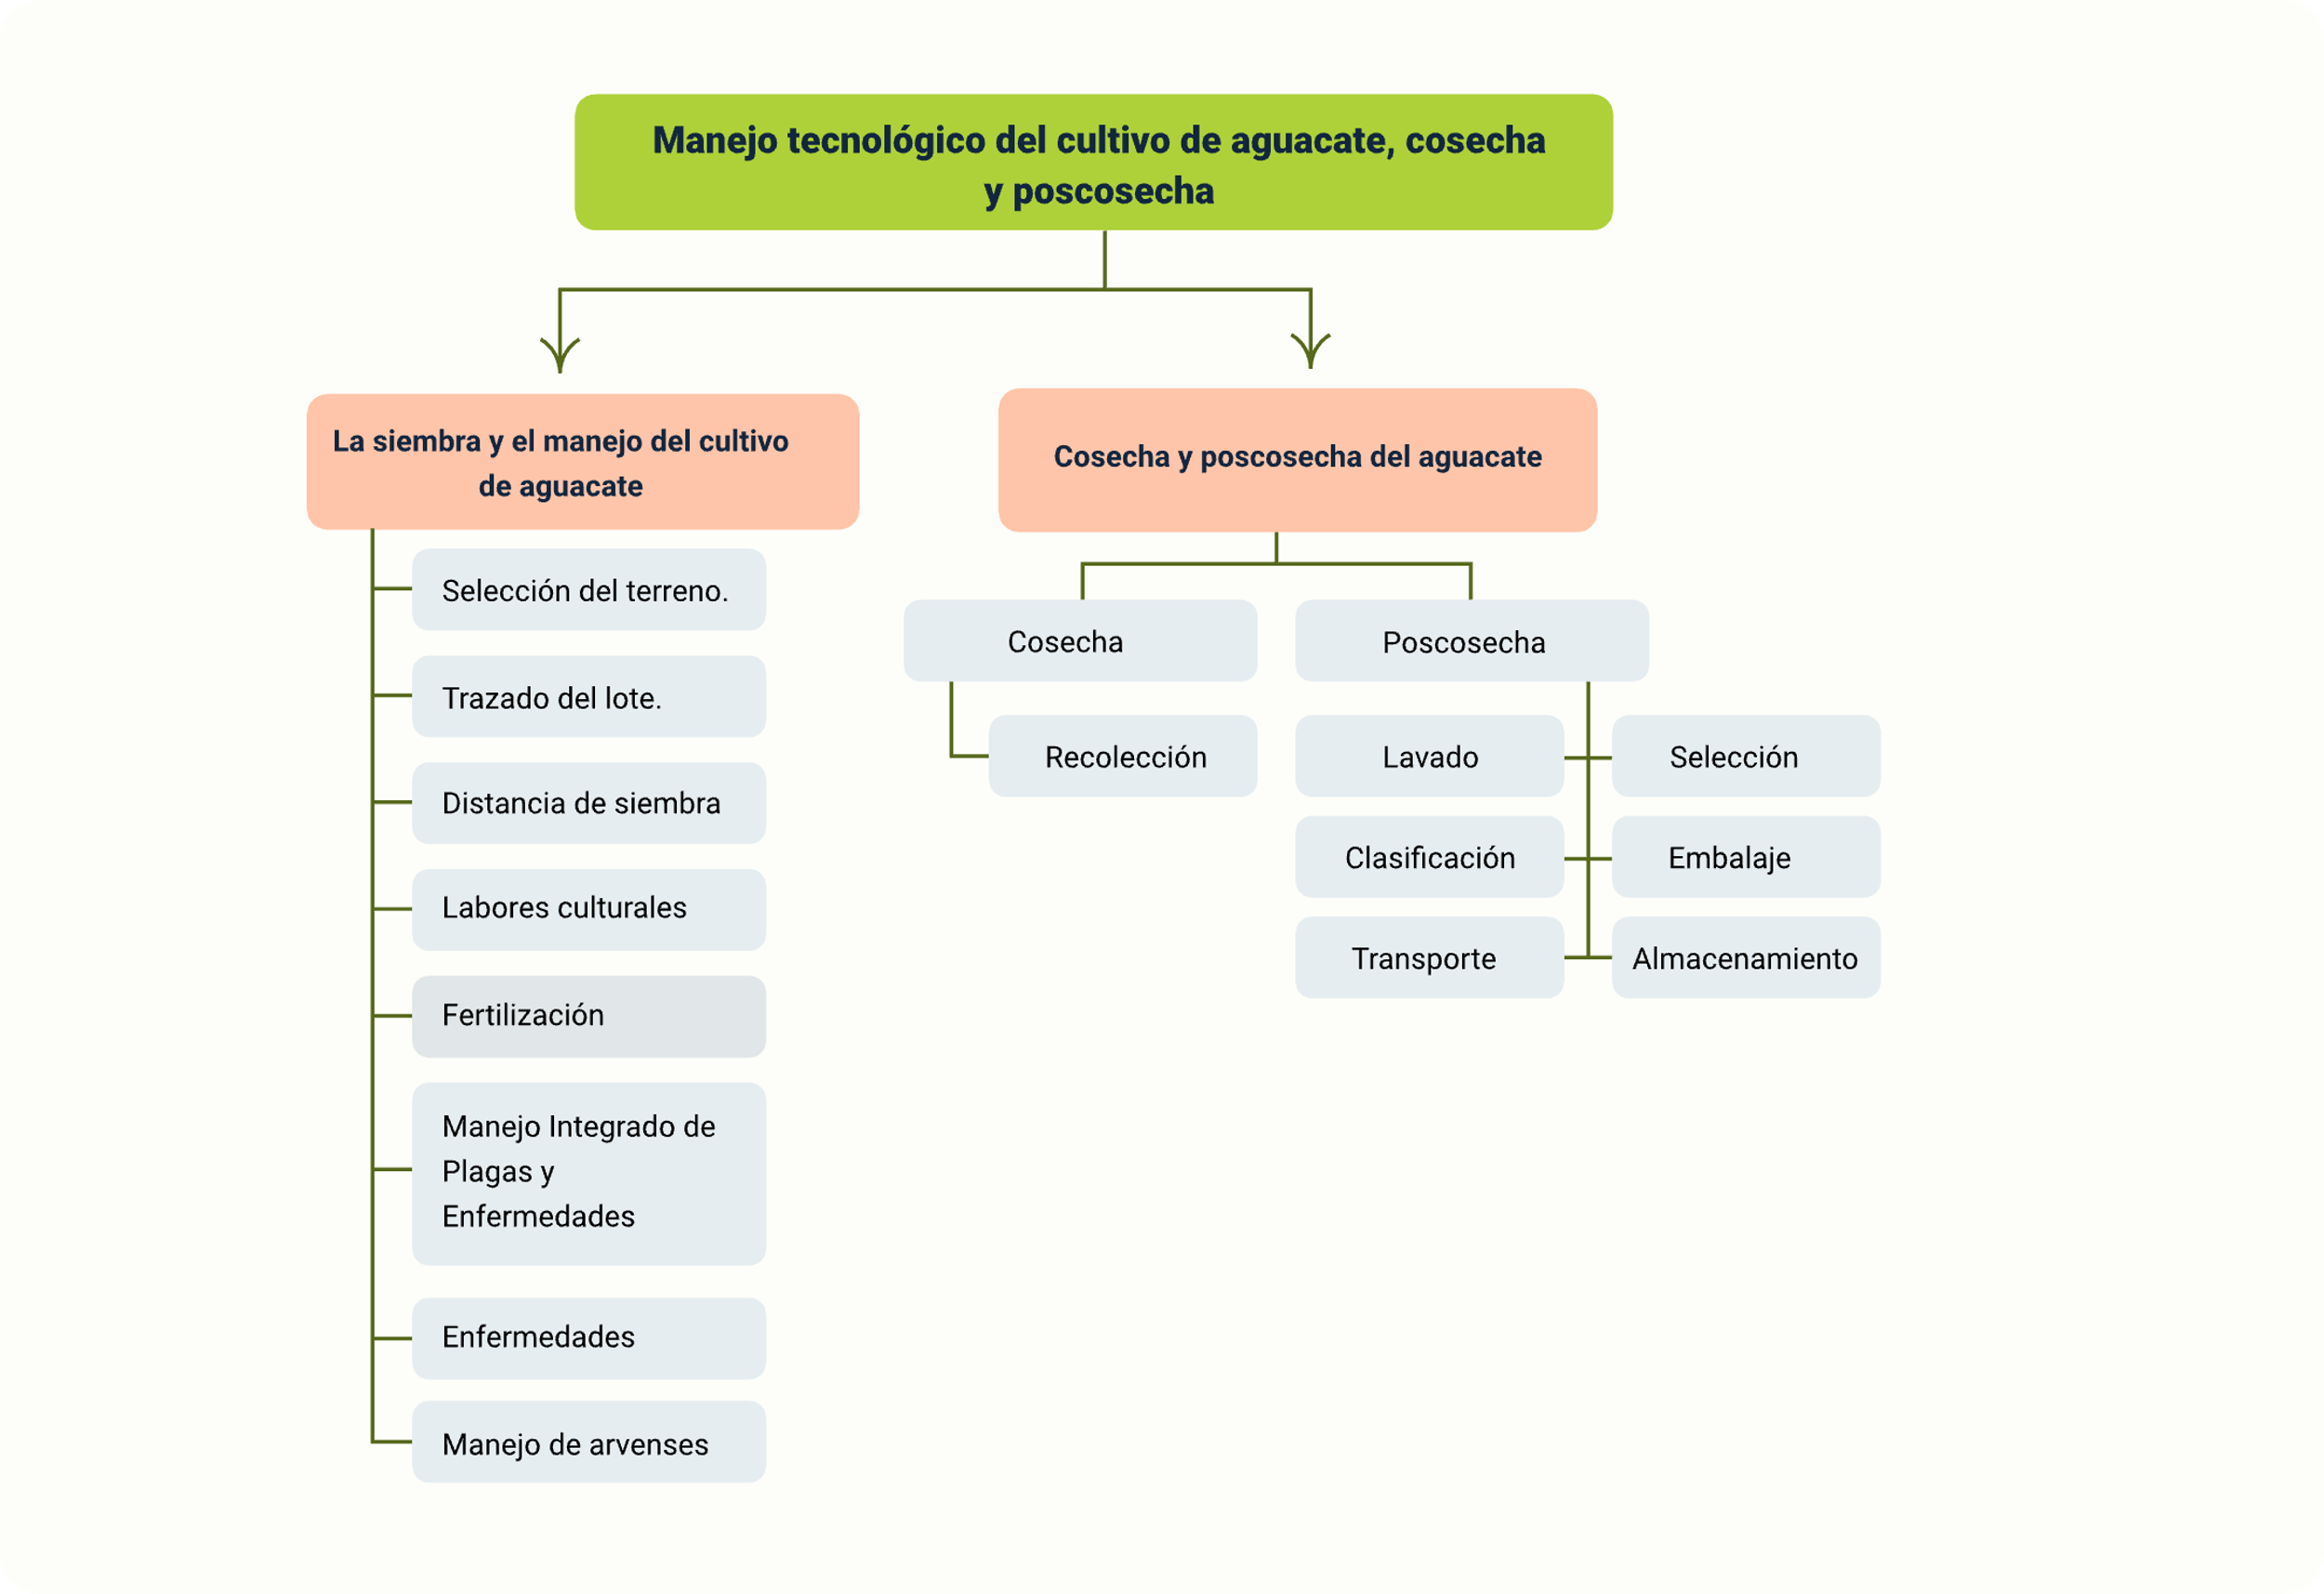 Manejo tecnológico del cultivo de aguacate, cosecha
y poscosecha
La siembra y el manejo del cultivo
de aguacate
Selección del terreno.
Trazado del lote.
Distancia de siembra
Labores culturales
Fertilización
Manejo Integrado de
Plagas y
Enfermedades
Enfermedades
Manejo de arvenses
Cosecha y poscosecha del aguacate
Cosecha
Recolección
Poscosecha
Lavado
Selección
Clasificación
Embalaje
Transporte
Almacenamiento